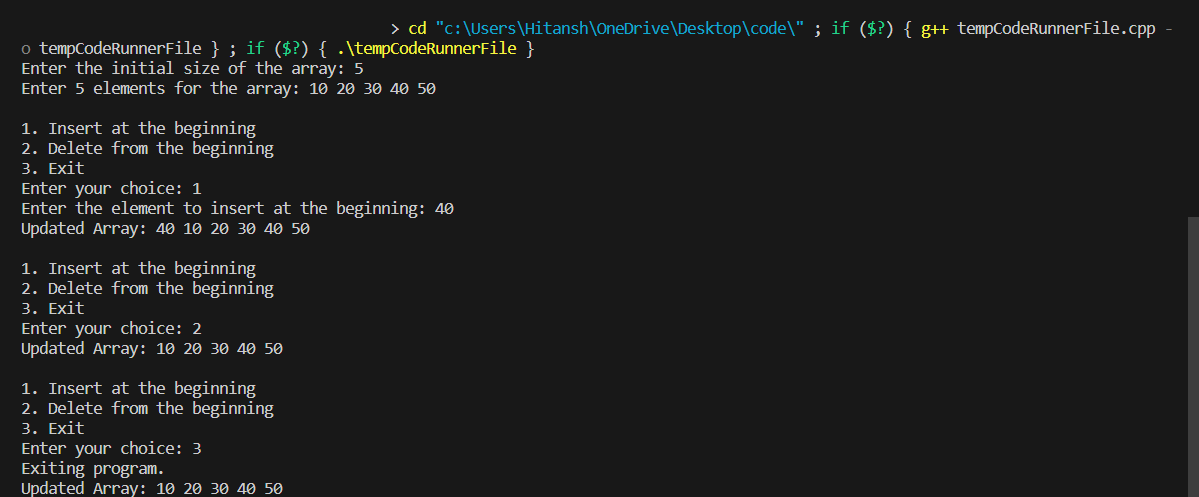 > cd "c:\Users\Hitansh\OneDrive\Desktop\code\" ; if ($?) { g++ tempCodeRunnerFile.cpp -
o tempCodeRunnerFile } ; if ($?) { .\tempCodeRunnerFile }
Enter the initial size of the array: 5
Enter 5 elements for the array: 10 20 30 40 50
1. Insert at the beginning
2. Delete from the beginning
3. Exit
Enter your choice: 1
Enter the element to insert at the beginning: 40
Updated Array: 40 10 20 30 40 50
1. Insert at the beginning
2. Delete from the beginning
3. Exit
Enter your choice: 2
Updated Array: 10 20 30 40 50
1. Insert at the beginning
2. Delete from the beginning
3. Exit
Enter your choice: 3
Exiting program.
Updated Array: 10 20 30 40 50